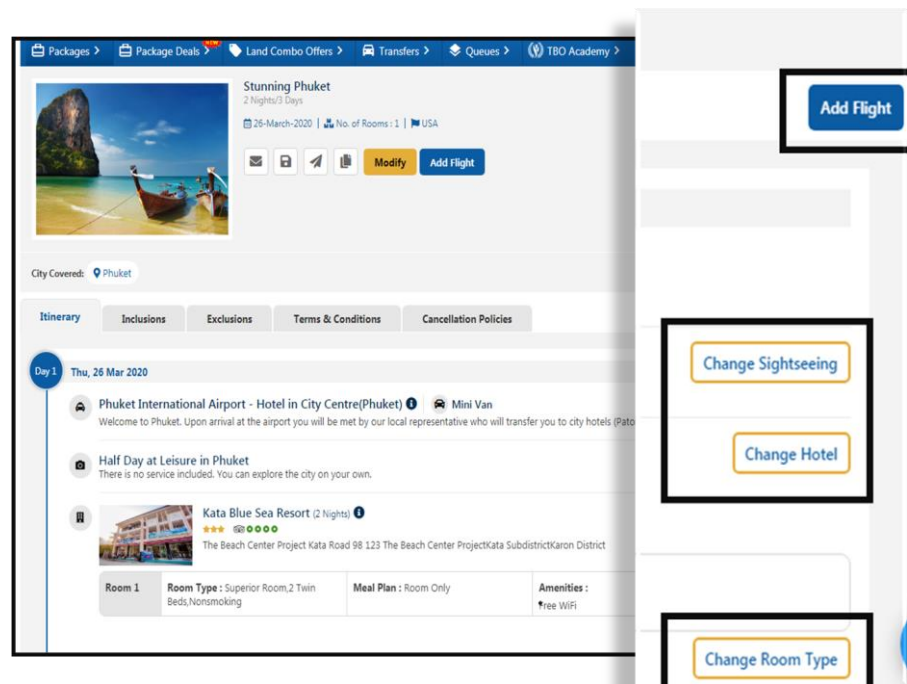 Packages > Package Deals > NEW Land Combo Offers > Transfers > Queues > TBO Academy >
Stunning Phuket
2 Nights/3 Days
26-March-2020 | No. of Rooms : 1 | USA
Modify Add Flight
City Covered: Phuket
Itinerary Inclusions Exclusions Terms & Conditions Cancellation Policies
Day 1 Thu, 26 Mar 2020
Phuket International Airport - Hotel in City Centre(Phuket) Mini Van
Welcome to Phuket. Upon arrival at the airport you will be met by our local representative who will transfer you to city hotels (Pato
Half Day at Leisure in Phuket
There is no service included. You can explore the city on your own.
Kata Blue Sea Resort (2 Nights)
The Beach Center Project Kata Road 98 123 The Beach Center ProjectKata SubdistrictKaron District
Room 1 Room Type : Superior Room,2 Twin Meal Plan : Room Only Amenities :
Beds,Nonsmoking Free WiFi
Add Flight
Change Sightseeing
Change Hotel
Change Room Type